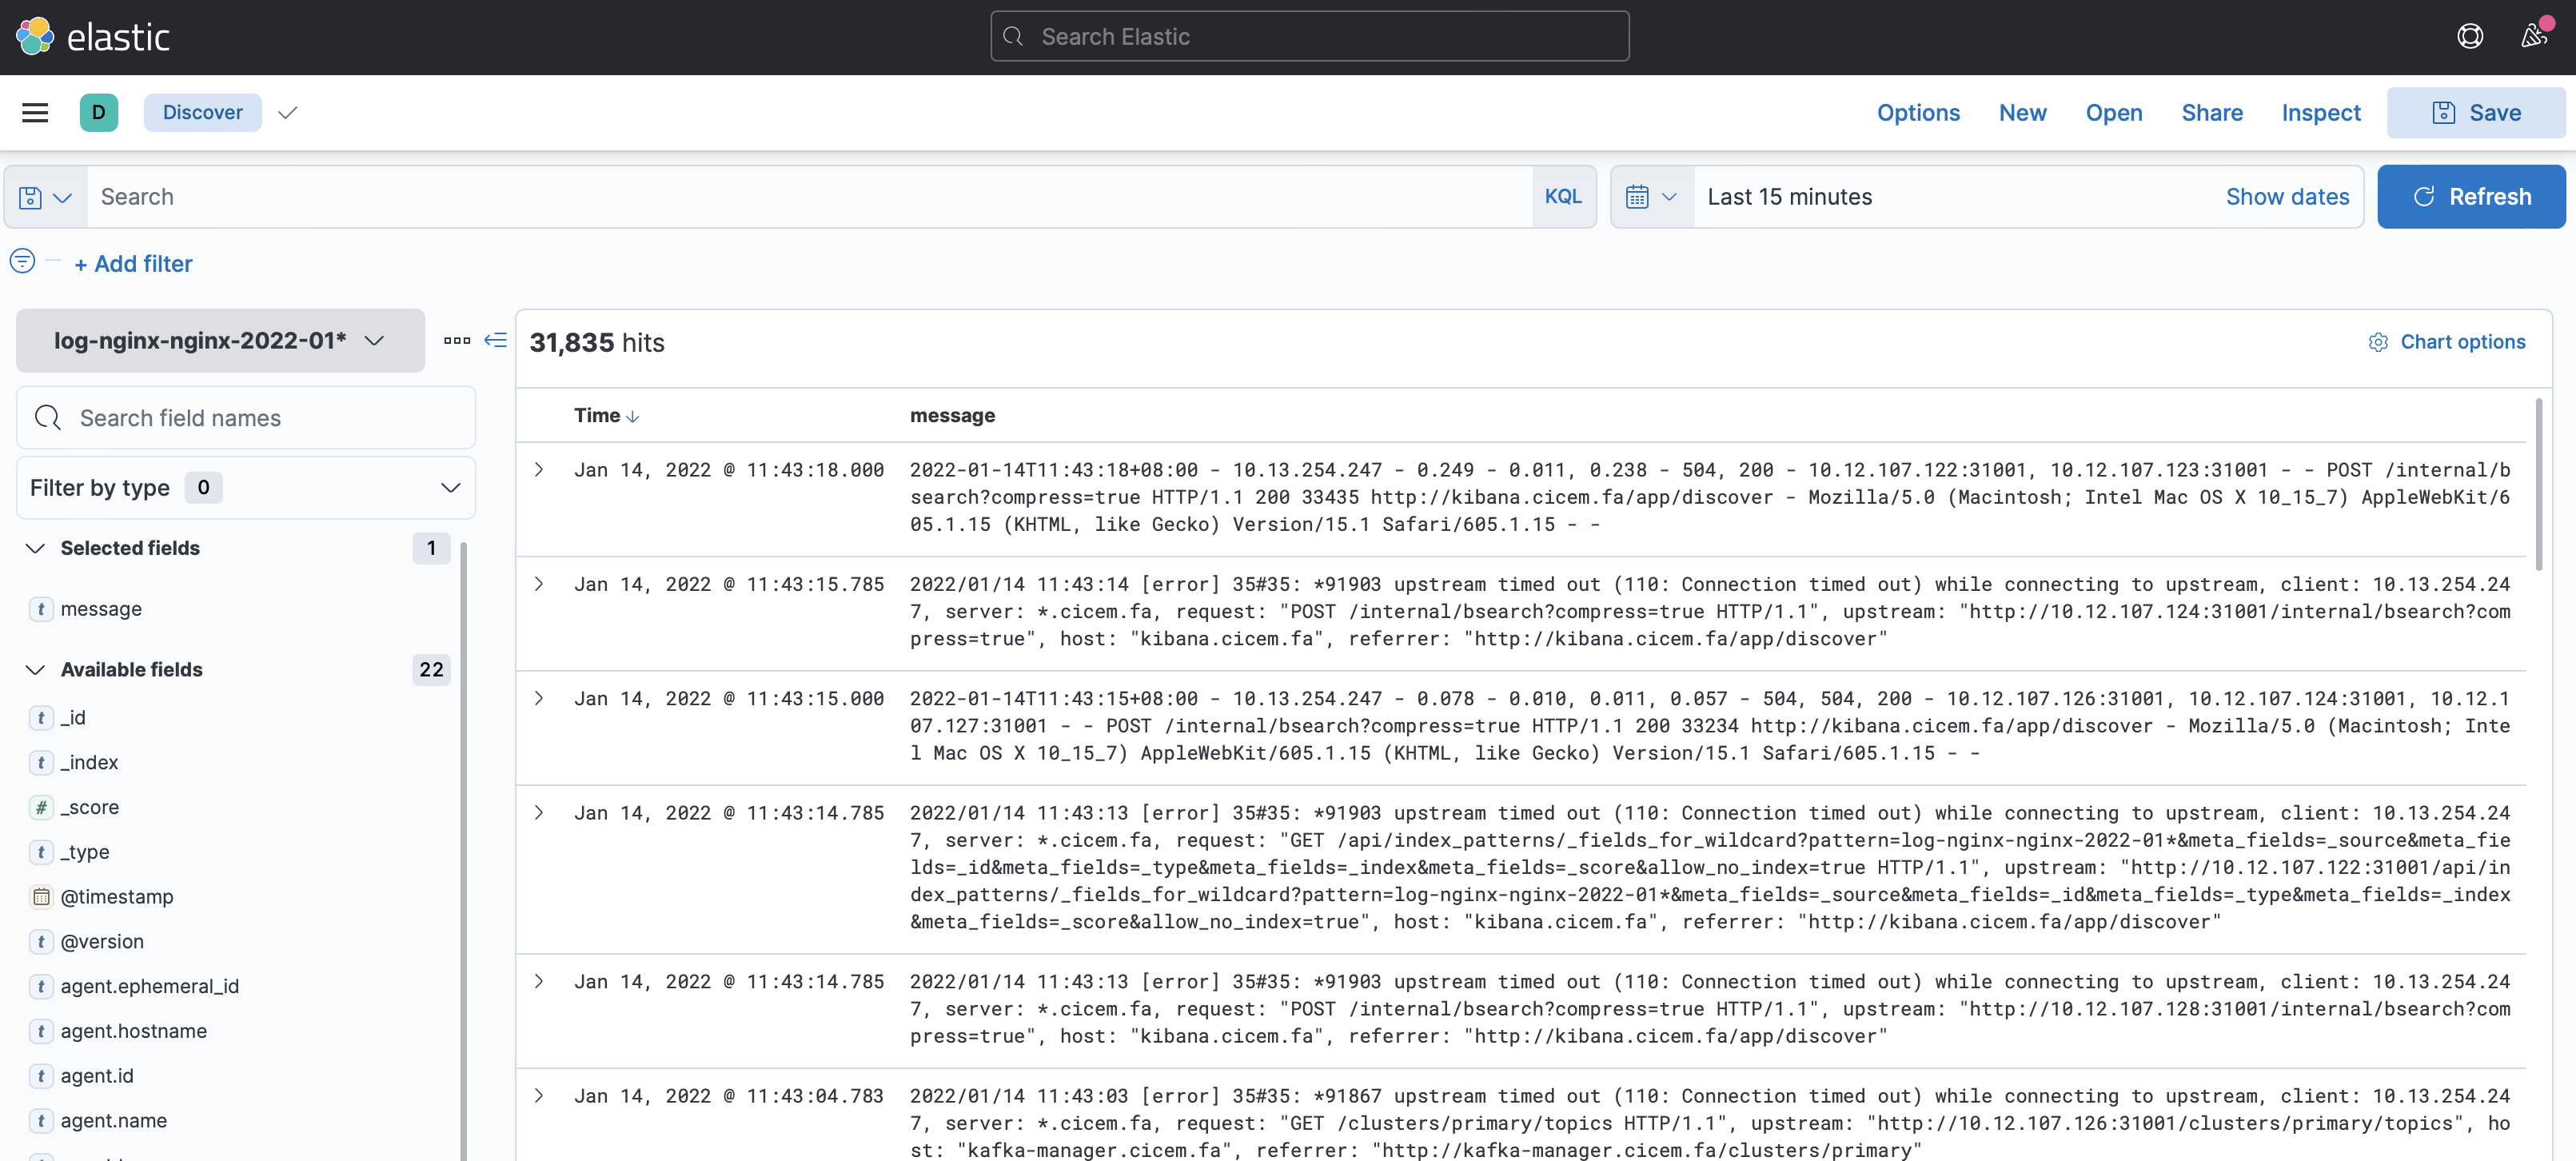 elastic
Search Elastic
D
Discover
Options
New
Open
Share
Inspect
Save
Search
KQL
Last 15 minutes
Show dates
Refresh
+ Add filter
log-nginx-nginx-2022-01*
Search field names
Filter by type 0
Selected fields 1
t message
Available fields 22
t _id
t _index
# _score
t _type
@timestamp
t @version
t agent.ephemeral_id
t agent.hostname
t agent.id
t agent.name
31,835 hits
Chart options
Time message
Jan 14, 2022 @ 11:43:18.000
2022-01-14T11:43:18+08:00 - 10.13.254.247 - 0.249 - 0.011, 0.238 - 504, 200 - 10.12.107.122:31001, 10.12.107.123:31001 - - POST /internal/b
search?compress=true HTTP/1.1 200 33435 http://kibana.cicem.fa/app/discover - Mozilla/5.0 (Macintosh; Intel Mac OS X 10_15_7) AppleWebKit/6
05.1.15 (KHTML, like Gecko) Version/15.1 Safari/605.1.15 - -
Jan 14, 2022 @ 11:43:15.785
2022/01/14 11:43:14 [error] 35#35: *91903 upstream timed out (110: Connection timed out) while connecting to upstream, client: 10.13.254.24
7, server: *.cicem.fa, request: "POST /internal/bsearch?compress=true HTTP/1.1", upstream: "http://10.12.107.124:31001/internal/bsearch?com
press=true", host: "kibana.cicem.fa", referrer: "http://kibana.cicem.fa/app/discover"
Jan 14, 2022 @ 11:43:15.000
2022-01-14T11:43:15+08:00 - 10.13.254.247 - 0.078 - 0.010, 0.011, 0.057 - 504, 504, 200 - 10.12.107.126:31001, 10.12.107.124:31001, 10.12.1
07.127:31001 - - POST /internal/bsearch?compress=true HTTP/1.1 200 33234 http://kibana.cicem.fa/app/discover - Mozilla/5.0 (Macintosh; Inte
l Mac OS X 10_15_7) AppleWebKit/605.1.15 (KHTML, like Gecko) Version/15.1 Safari/605.1.15 - -
Jan 14, 2022 @ 11:43:14.785
2022/01/14 11:43:13 [error] 35#35: *91903 upstream timed out (110: Connection timed out) while connecting to upstream, client: 10.13.254.24
7, server: *.cicem.fa, request: "GET /api/index_patterns/_fields_for_wildcard?pattern=log-nginx-nginx-2022-01*&meta_fields=_source&meta_fie
lds=_id&meta_fields=_type&meta_fields=_index&meta_fields=_score&allow_no_index=true HTTP/1.1", upstream: "http://10.12.107.122:31001/api/in
dex_patterns/_fields_for_wildcard?pattern=log-nginx-nginx-2022-01*&meta_fields=_source&meta_fields=_id&meta_fields=_type&meta_fields=_index
&meta_fields=_score&allow_no_index=true", host: "kibana.cicem.fa", referrer: "http://kibana.cicem.fa/app/discover"
Jan 14, 2022 @ 11:43:14.785
2022/01/14 11:43:13 [error] 35#35: *91903 upstream timed out (110: Connection timed out) while connecting to upstream, client: 10.13.254.24
7, server: *.cicem.fa, request: "POST /internal/bsearch?compress=true HTTP/1.1", upstream: "http://10.12.107.128:31001/internal/bsearch?com
press=true", host: "kibana.cicem.fa", referrer: "http://kibana.cicem.fa/app/discover"
Jan 14, 2022 @ 11:43:04.783
2022/01/14 11:43:03 [error] 35#35: *91867 upstream timed out (110: Connection timed out) while connecting to upstream, client: 10.13.254.24
7, server: *.cicem.fa, request: "GET /clusters/primary/topics HTTP/1.1", upstream: "http://10.12.107.126:31001/clusters/primary/topics", ho
st: "kafka-manager.cicem.fa", referrer: "http://kafka-manager.cicem.fa/clusters/primary"